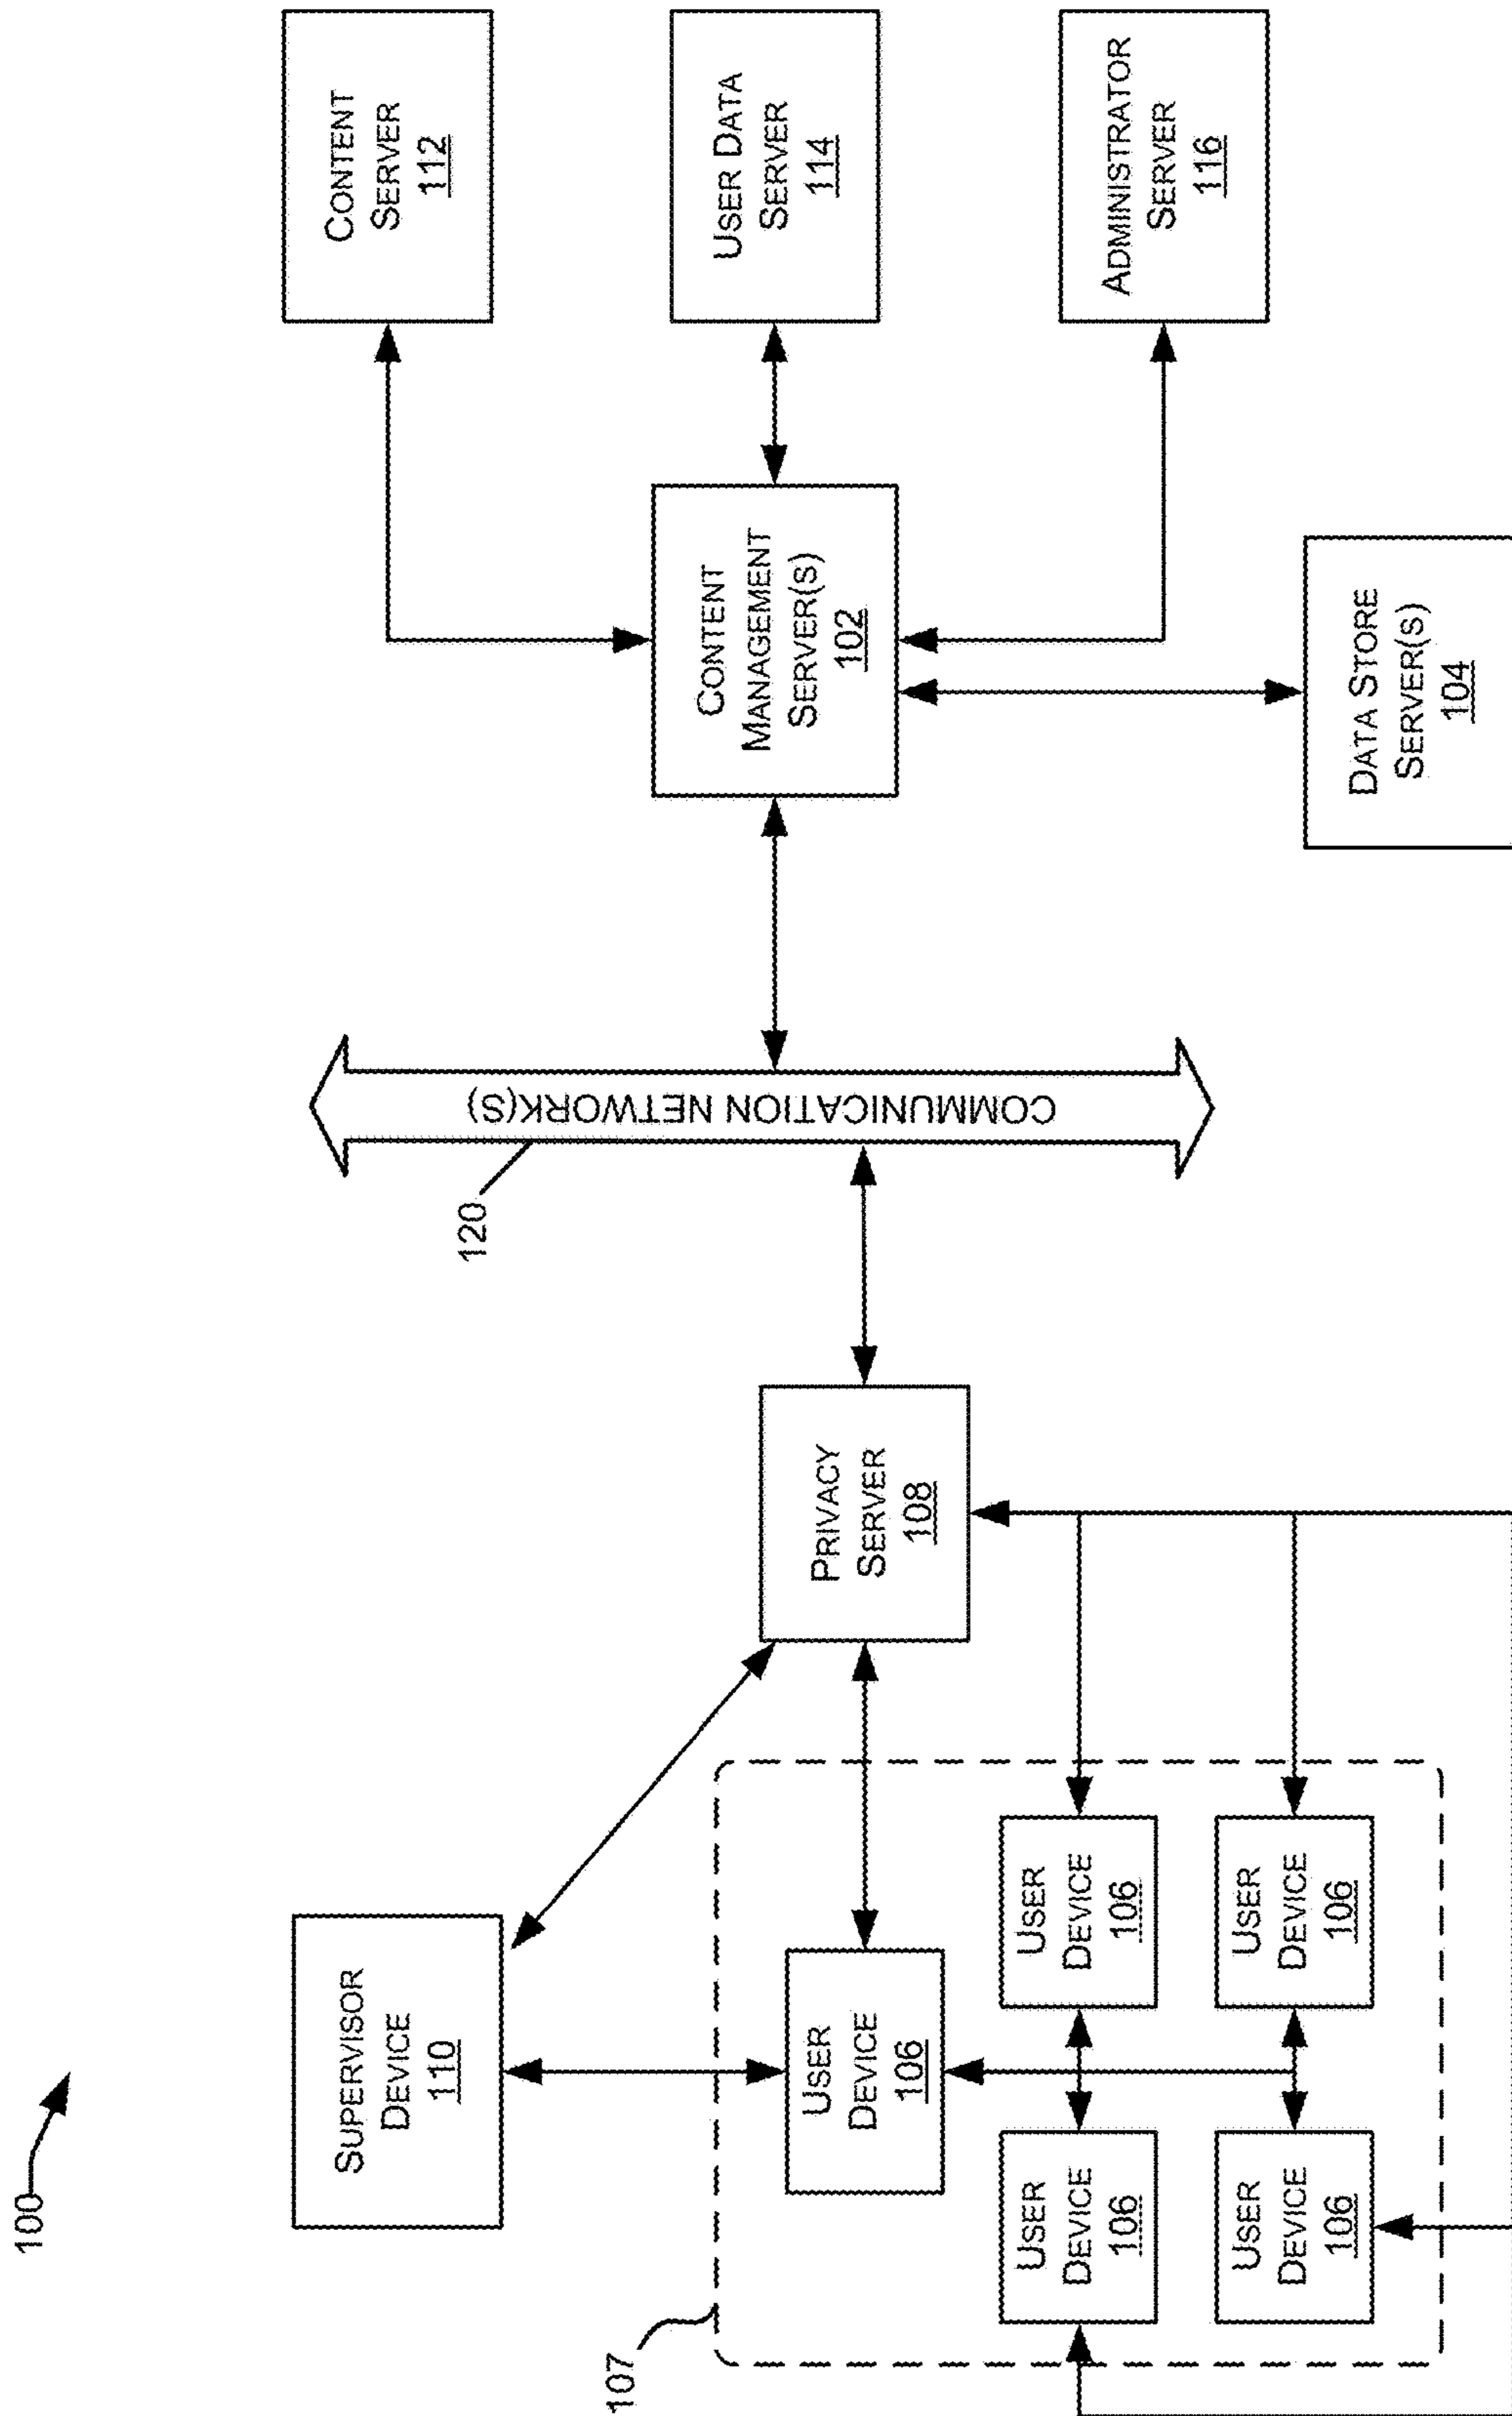 100
SUPERVISOR
DEVICE
110
107
USER
DEVICE
106
USER
DEVICE
106
USER
DEVICE
106
USER
DEVICE
106
USER
DEVICE
106
PRIVACY
SERVER
108
120
COMMUNICATION NETWORK(S)
CONTENT
MANAGEMENT
SERVER(S)
102
DATA STORE
SERVER(S)
104
CONTENT
SERVER
112
USER DATA
SERVER
114
ADMINISTRATOR
SERVER
116